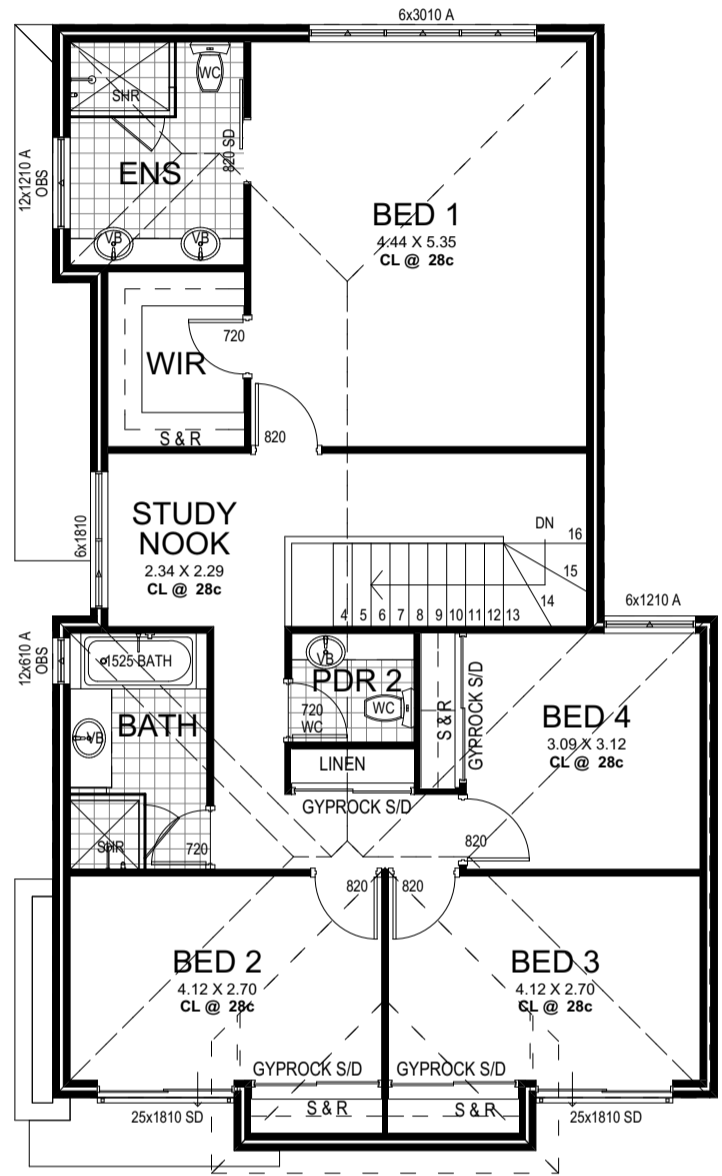 6x3010 A
WC
SHR
820 SD
12x1210 A
OBS
ENS
VB
VB
BED 1
4.44 X 5.35
CL @ 28c
WIR
720
S & R
820
STUDY
NOOK
2.34 X 2.29
CL @ 28c
6x1810
DN
16
15
14
4 5 6 7 8 9 10 11 12 13
6x1210 A
12x610 A
OBS
1525 BATH
BATH
VB
SHR
720
VB
PDR 2
WC
720
WC
LINEN
GYPROCK S/D
S & R
GYPROCK S/D
BED 4
3.09 X 3.12
CL @ 28c
820
820
820
BED 2
4.12 X 2.70
CL @ 28c
BED 3
4.12 X 2.70
CL @ 28c
GYPROCK S/D
GYPROCK S/D
S & R
S & R
25x1810 SD
25x1810 SD